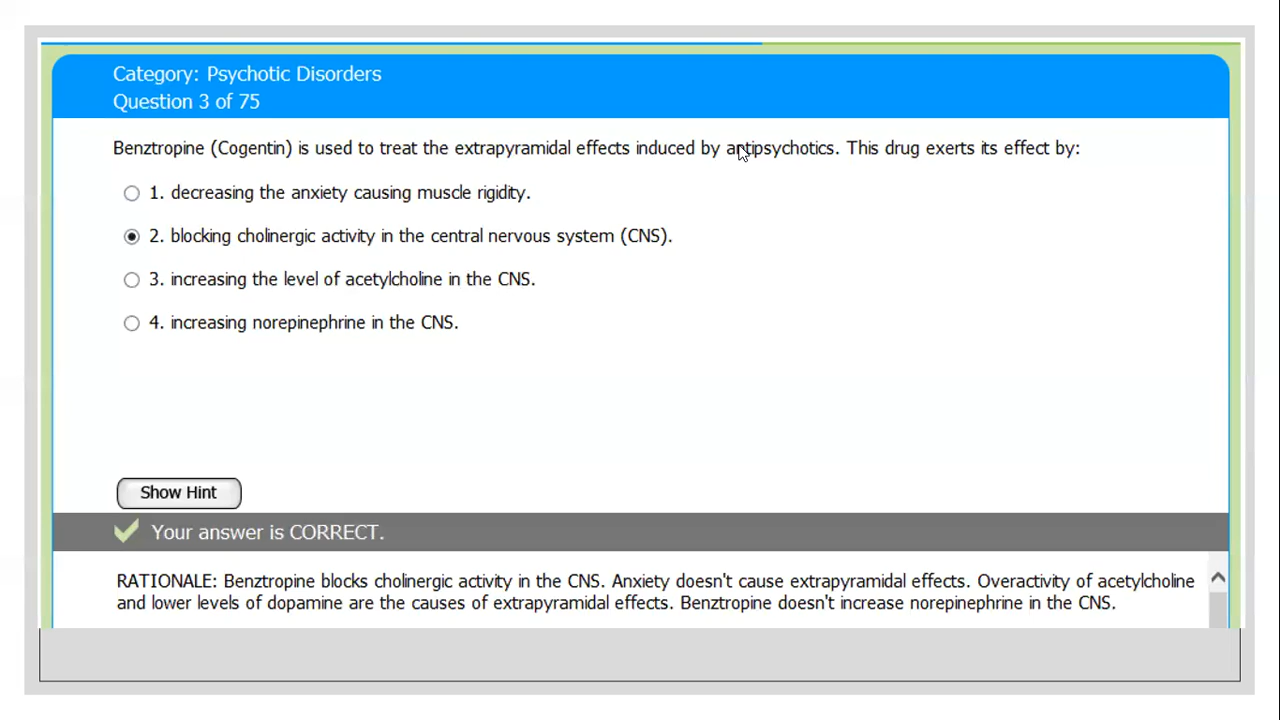 Category: Psychotic Disorders
Question 3 of 75
Benztropine (Cogentin) is used to treat the extrapyramidal effects induced by antipsychotics. This drug exerts its effect by:
1. decreasing the anxiety causing muscle rigidity.
2. blocking cholinergic activity in the central nervous system (CNS).
3. increasing the level of acetylcholine in the CNS.
4. increasing norepinephrine in the CNS.
Show Hint
Your answer is CORRECT.
RATIONALE: Benztropine blocks cholinergic activity in the CNS. Anxiety doesn't cause extrapyramidal effects. Overactivity of acetylcholine
and lower levels of dopamine are the causes of extrapyramidal effects. Benztropine doesn't increase norepinephrine in the CNS.